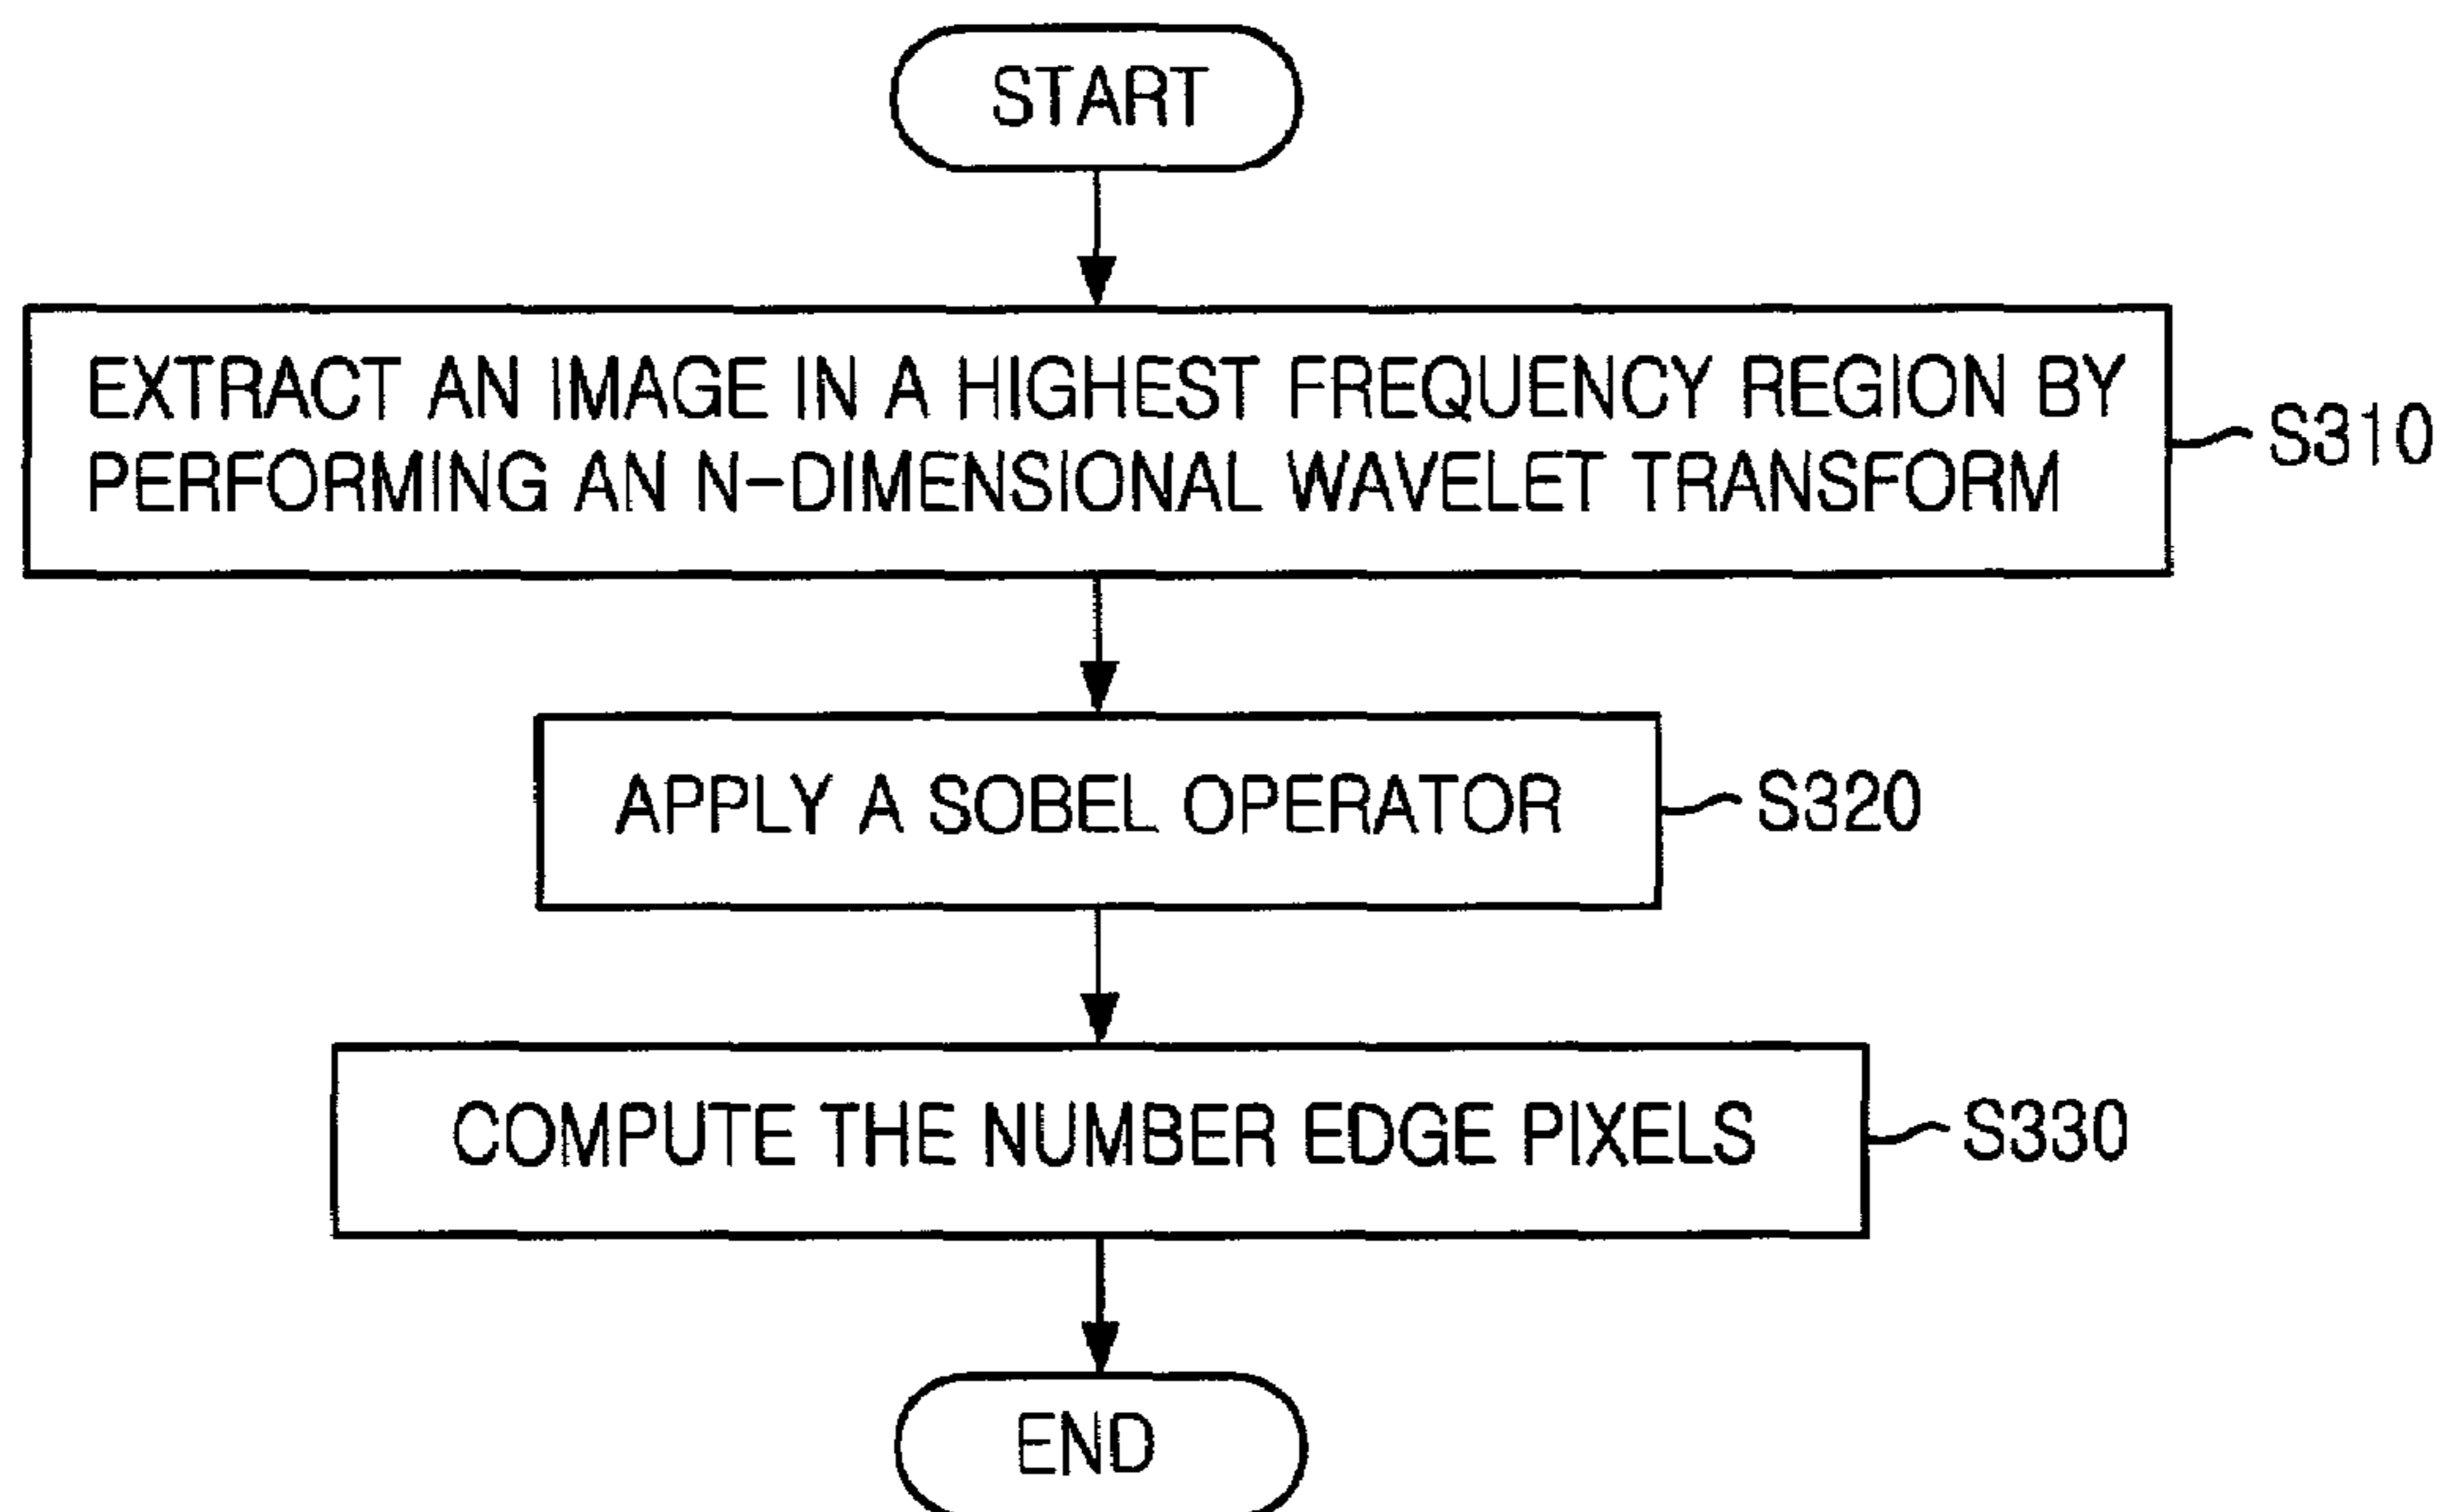 START
EXTRACT AN IMAGE IN A HIGHEST FREQUENCY REGION BY
PERFORMING AN N-DIMENSIONAL WAVELET TRANSFORM
S310
APPLY A SOBEL OPERATOR
S320
COMPUTE THE NUMBER EDGE PIXELS
S330
END